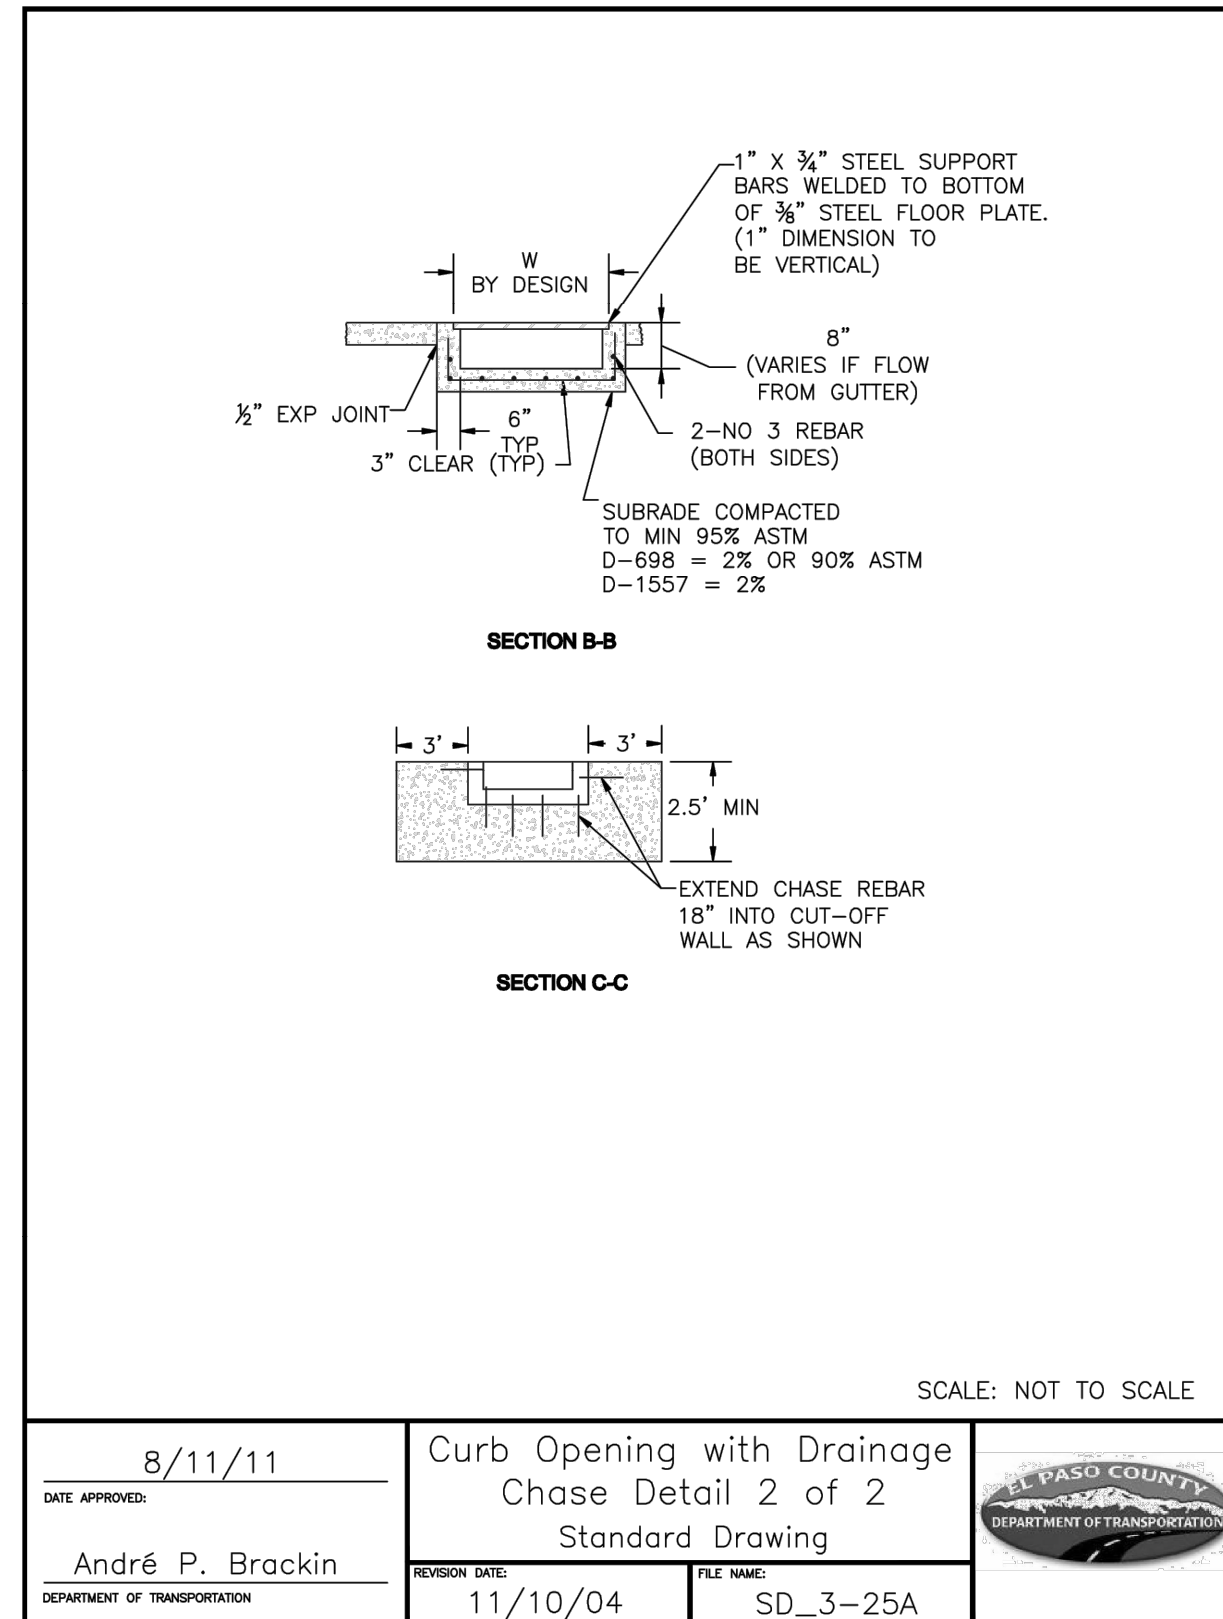 1” X ¾” STEEL SUPPORT
BARS WELDED TO BOTTOM
OF ⅜” STEEL FLOOR PLATE.
(1” DIMENSION TO
BE VERTICAL)
W
BY DESIGN
8”
(VARIES IF FLOW
FROM GUTTER)
½” EXP JOINT
6”
TYP
3” CLEAR (TYP)
2–NO 3 REBAR
(BOTH SIDES)
SUBRADE COMPACTED
TO MIN 95% ASTM
D–698 = 2% OR 90% ASTM
D–1557 = 2%
SECTION B-B
3’
3’
2.5’ MIN
EXTEND CHASE REBAR
18” INTO CUT–OFF
WALL AS SHOWN
SECTION C-C
SCALE: NOT TO SCALE
8/11/11
DATE APPROVED:
André P. Brackin
DEPARTMENT OF TRANSPORTATION
Curb Opening with Drainage
Chase Detail 2 of 2
Standard Drawing
REVISION DATE:
11/10/04
FILE NAME:
SD_3–25A
EL PASO COUNTY
DEPARTMENT OF TRANSPORTATION